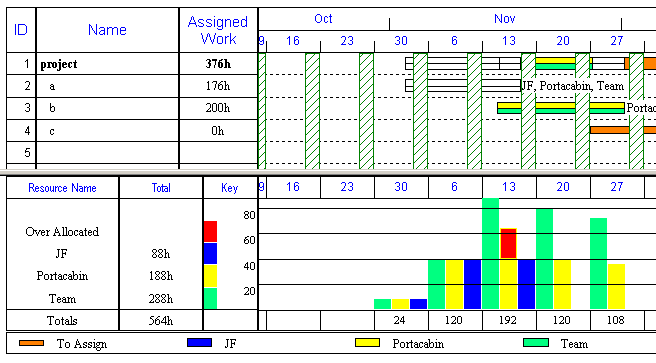 ID Name Assigned Work Oct Nov
9 16 23 30 6 13 20 27
1 project 376h
2 a 176h JF, Portacabin, Team
3 b 200h Portac
4 c 0h
5
Resource Name Total Key 9 16 23 30 6 13 20 27
80
Over Allocated
60
JF 88h
40
Portacabin 188h
20
Team 288h
Totals 564h 24 120 192 120 108
To Assign JF Portacabin Team